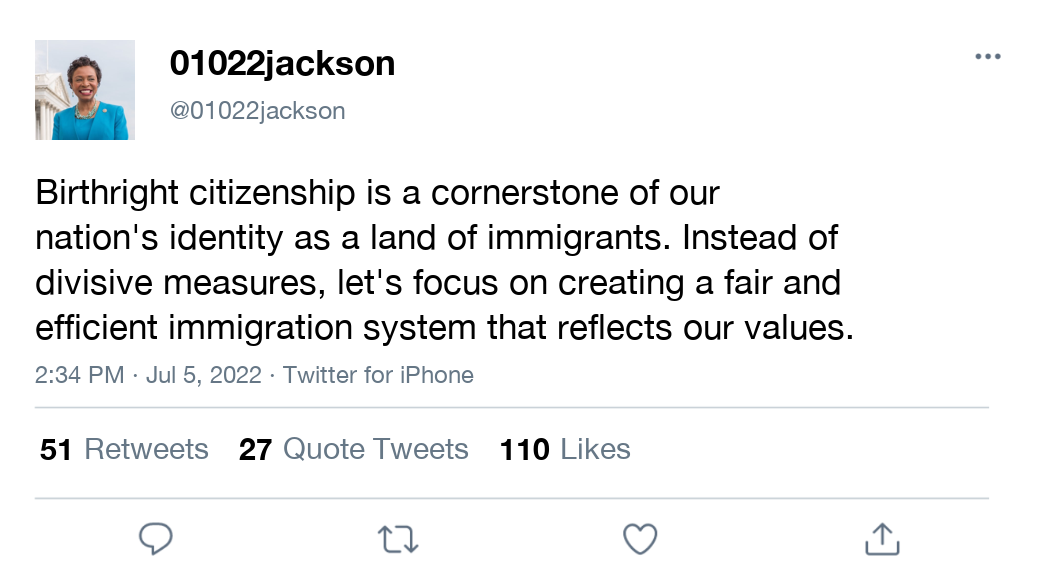 01022jackson
@01022jackson
Birthright citizenship is a cornerstone of our
nation's identity as a land of immigrants. Instead of
divisive measures, let's focus on creating a fair and
efficient immigration system that reflects our values.
2:34 PM · Jul 5, 2022 · Twitter for iPhone
51 Retweets 27 Quote Tweets 110 Likes